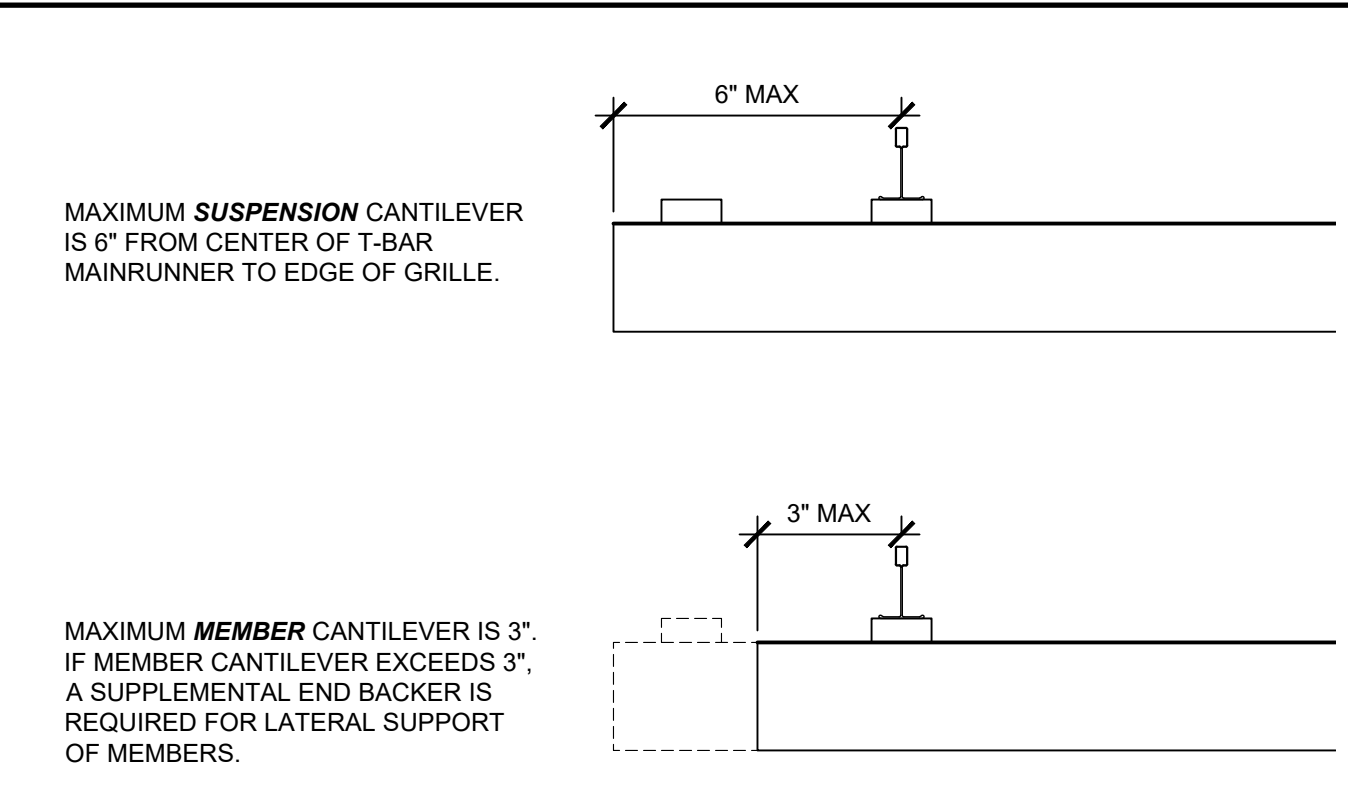 6" MAX
MAXIMUM SUSPENSION CANTILEVER
IS 6" FROM CENTER OF T-BAR
MAINRUNNER TO EDGE OF GRILLE.
3" MAX
MAXIMUM MEMBER CANTILEVER IS 3".
IF MEMBER CANTILEVER EXCEEDS 3",
A SUPPLEMENTAL END BACKER IS
REQUIRED FOR LATERAL SUPPORT
OF MEMBERS.